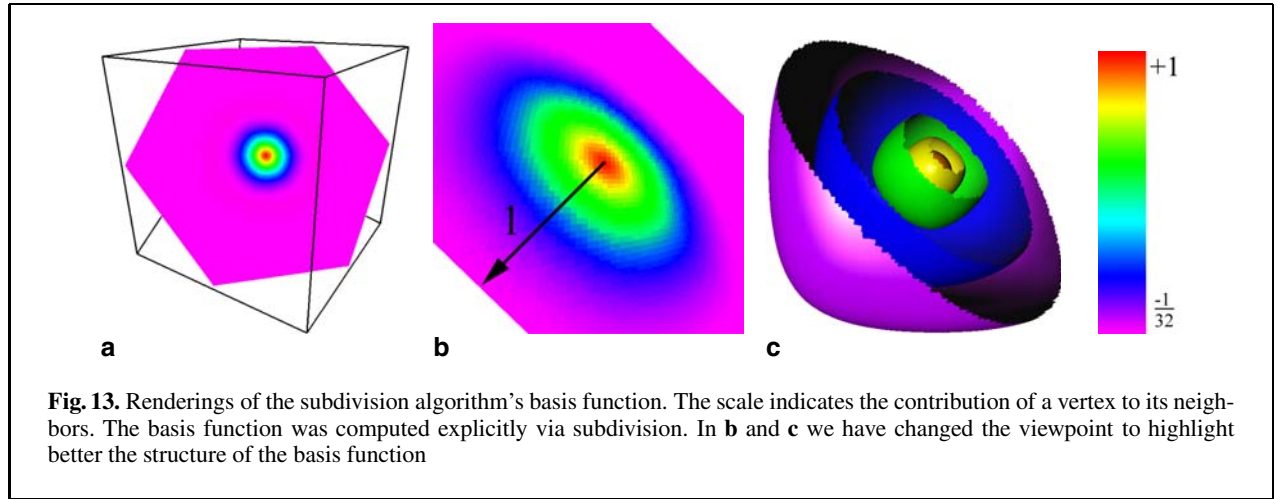 +1
1
-1
32
a
b
c
Fig. 13. Renderings of the subdivision algorithm's basis function. The scale indicates the contribution of a vertex to its neigh-
bors. The basis function was computed explicitly via subdivision. In b and c we have changed the viewpoint to highlight
better the structure of the basis function